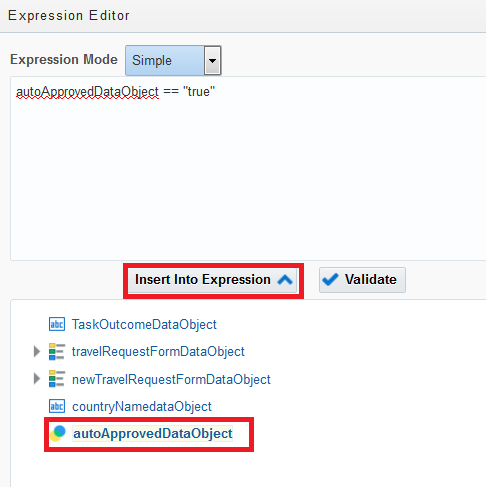 Expression Editor
Expression Mode Simple
autoApprovedDataObject == "true"
Insert Into Expression Validate
abc TaskOutcomeDataObject
travelRequestFormDataObject
newTravelRequestFormDataObject
abc countryNamedataObject
autoApprovedDataObject